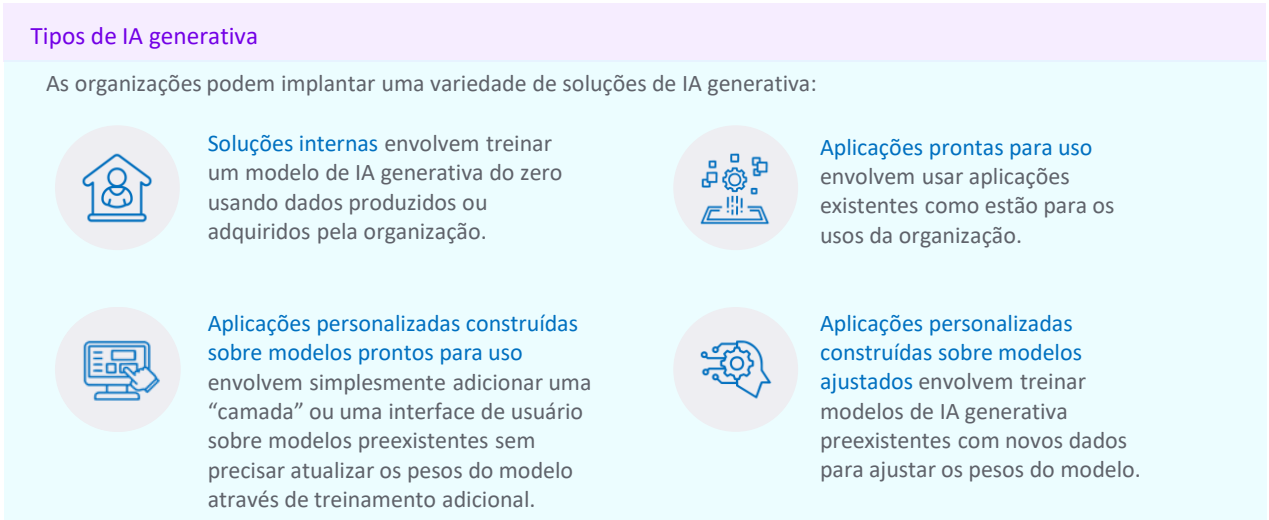 Tipos de IA generativa
As organizações podem implantar uma variedade de soluções de IA generativa:
Soluções internas envolvem treinar
um modelo de IA generativa do zero
usando dados produzidos ou
adquiridos pela organização.
Aplicações prontas para uso
envolvem usar aplicações
existentes como estão para os
usos da organização.
Aplicações personalizadas construídas
sobre modelos prontos para uso
envolvem simplesmente adicionar uma
“camada” ou uma interface de usuário
sobre modelos preexistentes sem
precisar atualizar os pesos do modelo
através de treinamento adicional.
Aplicações personalizadas
construídas sobre modelos
ajustados envolvem treinar
modelos de IA generativa
preexistentes com novos dados
para ajustar os pesos do modelo.